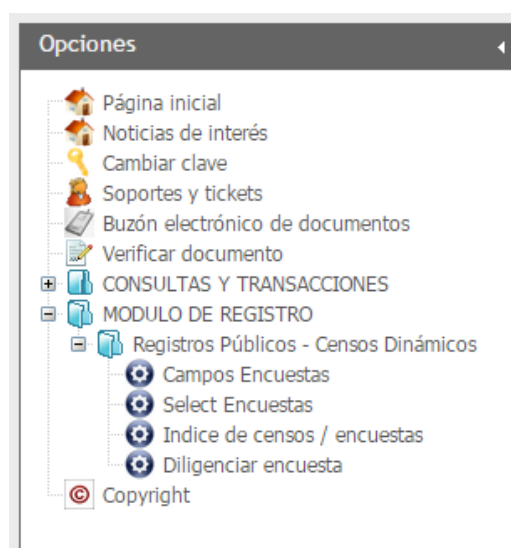 Opciones
Página inicial
Noticias de interés
Cambiar clave
Soportes y tickets
Buzón electrónico de documentos
Verificar documento
CONSULTAS Y TRANSACCIONES
MODULO DE REGISTRO
Registros Públicos - Censos Dinámicos
Campos Encuestas
Select Encuestas
Indice de censos / encuestas
Diligenciar encuesta
© Copyright